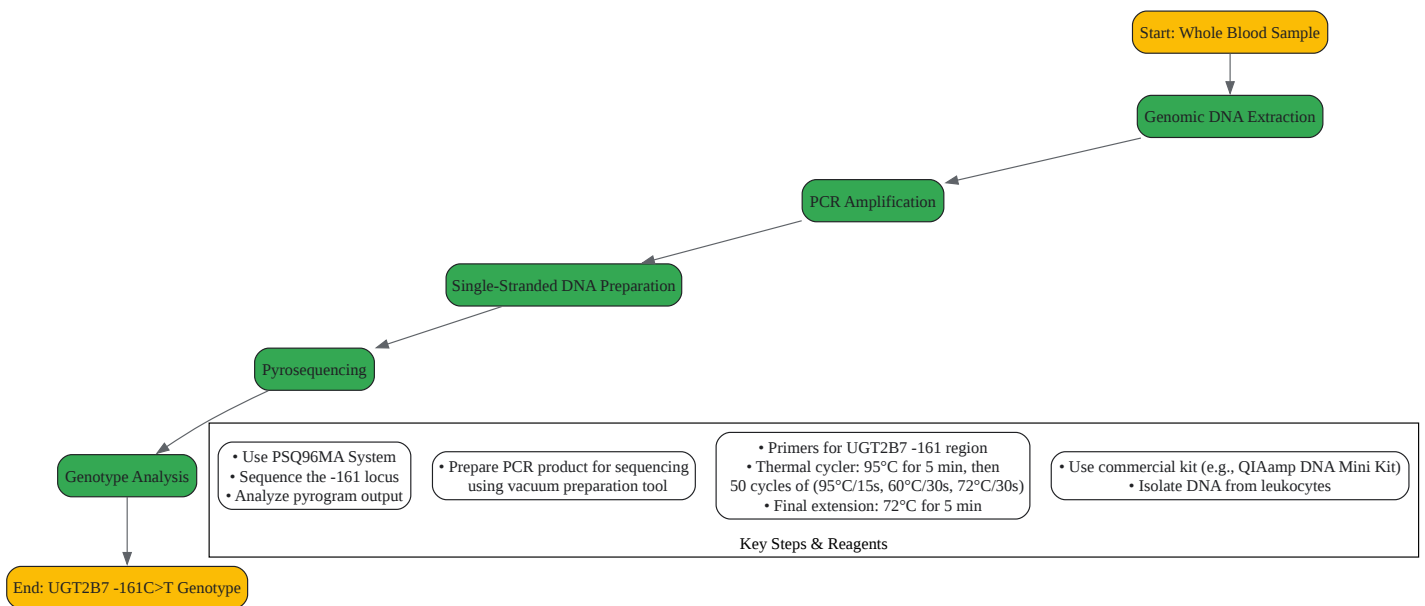 Start: Whole Blood Sample
Genomic DNA Extraction
PCR Amplification
Single-Stranded DNA Preparation
Pyrosequencing
Genotype Analysis
• Use PSQ96MA System
• Sequence the -161 locus
• Analyze pyrogram output
• Prepare PCR product for sequencing
using vacuum preparation tool
• Primers for UGT2B7 -161 region
• Thermal cycler: 95°C for 5 min, then
50 cycles of (95°C/15s, 60°C/30s, 72°C/30s)
• Final extension: 72°C for 5 min
• Use commercial kit (e.g., QIAamp DNA Mini Kit)
• Isolate DNA from leukocytes
Key Steps & Reagents
End: UGT2B7 -161C>T Genotype